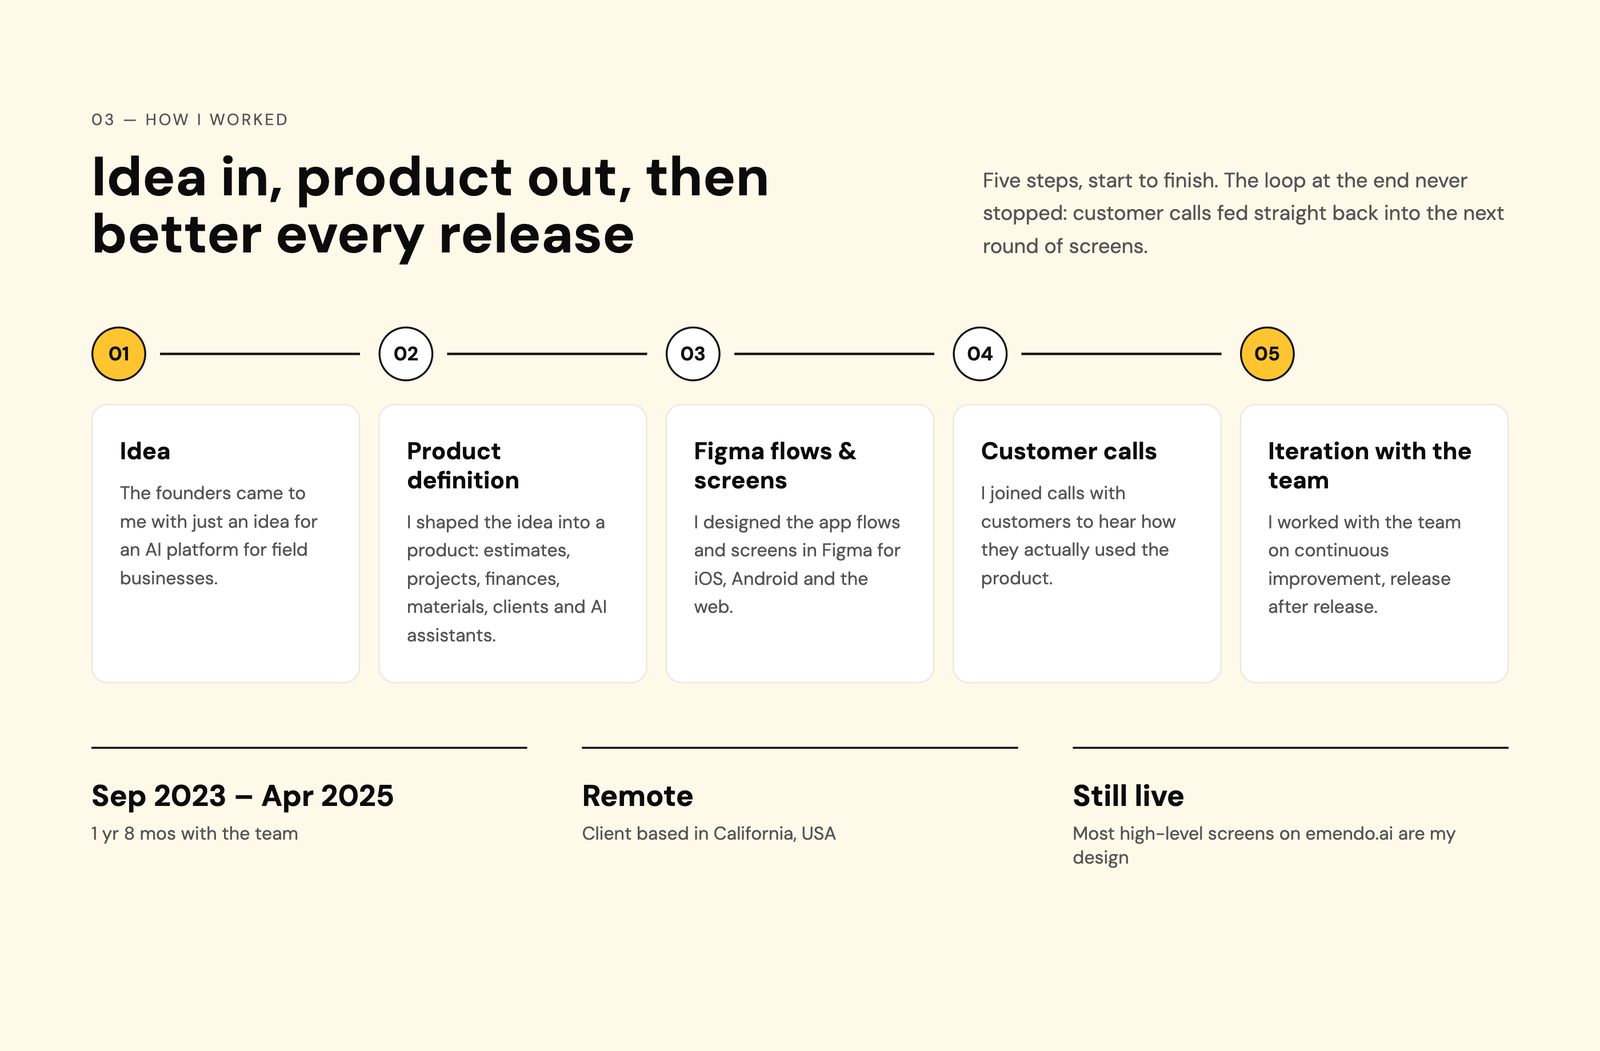 03 — HOW I WORKED
Idea in, product out, then
better every release
Five steps, start to finish. The loop at the end never
stopped: customer calls fed straight back into the next
round of screens.
01
02
03
04
05
Idea
The founders came to
me with just an idea for
an AI platform for field
businesses.
Product
definition
I shaped the idea into a
product: estimates,
projects, finances,
materials, clients and AI
assistants.
Figma flows &
screens
I designed the app flows
and screens in Figma for
iOS, Android and the
web.
Customer calls
I joined calls with
customers to hear how
they actually used the
product.
Iteration with the
team
I worked with the team
on continuous
improvement, release
after release.
Sep 2023 – Apr 2025
1 yr 8 mos with the team
Remote
Client based in California, USA
Still live
Most high-level screens on emendo.ai are my
design